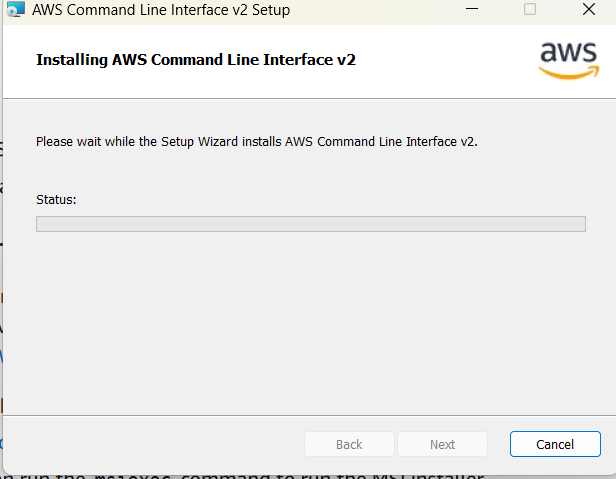 AWS Command Line Interface v2 Setup
Installing AWS Command Line Interface v2
aws
Please wait while the Setup Wizard installs AWS Command Line Interface v2.
Status:
Back
Next
Cancel
run the msiexec command to run the MSI installer